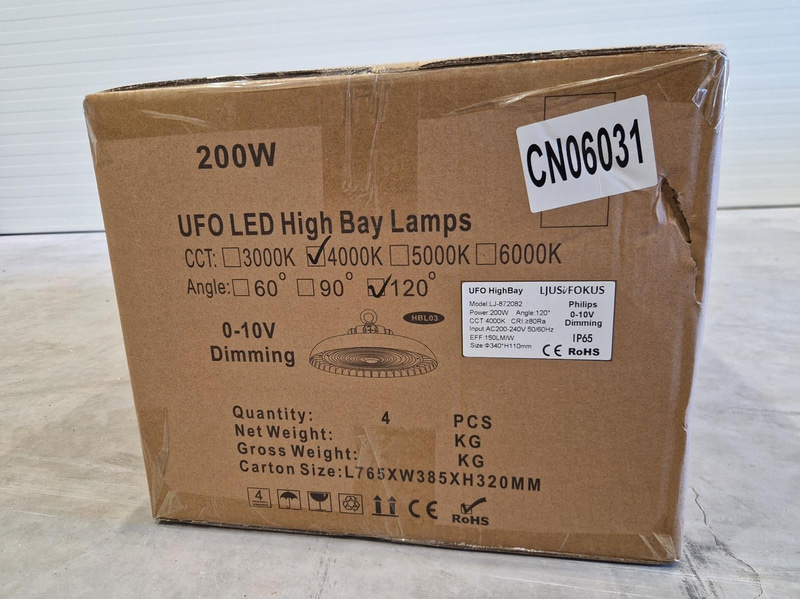 200W
CN06031
UFO LED High Bay Lamps
CCT: 3000K 4000K 5000K 6000K
Angle: 60° 90° 120°
0-10V
Dimming
HBL03
UFO HighBay LJUSiFOKUS
Model:LJ-872082
Power:200W Angle:120°
CCT:4000K CRI ≥80Ra
Input:AC200-240V 50/60Hz
EFF:150LM/W
Size:Φ340*H110mm
Philips
0-10V
Dimming
IP65
CE RoHS
Quantity: 4 PCS
Net Weight: KG
Gross Weight: KG
Carton Size:L765XW385XH320MM
4
CE RoHS